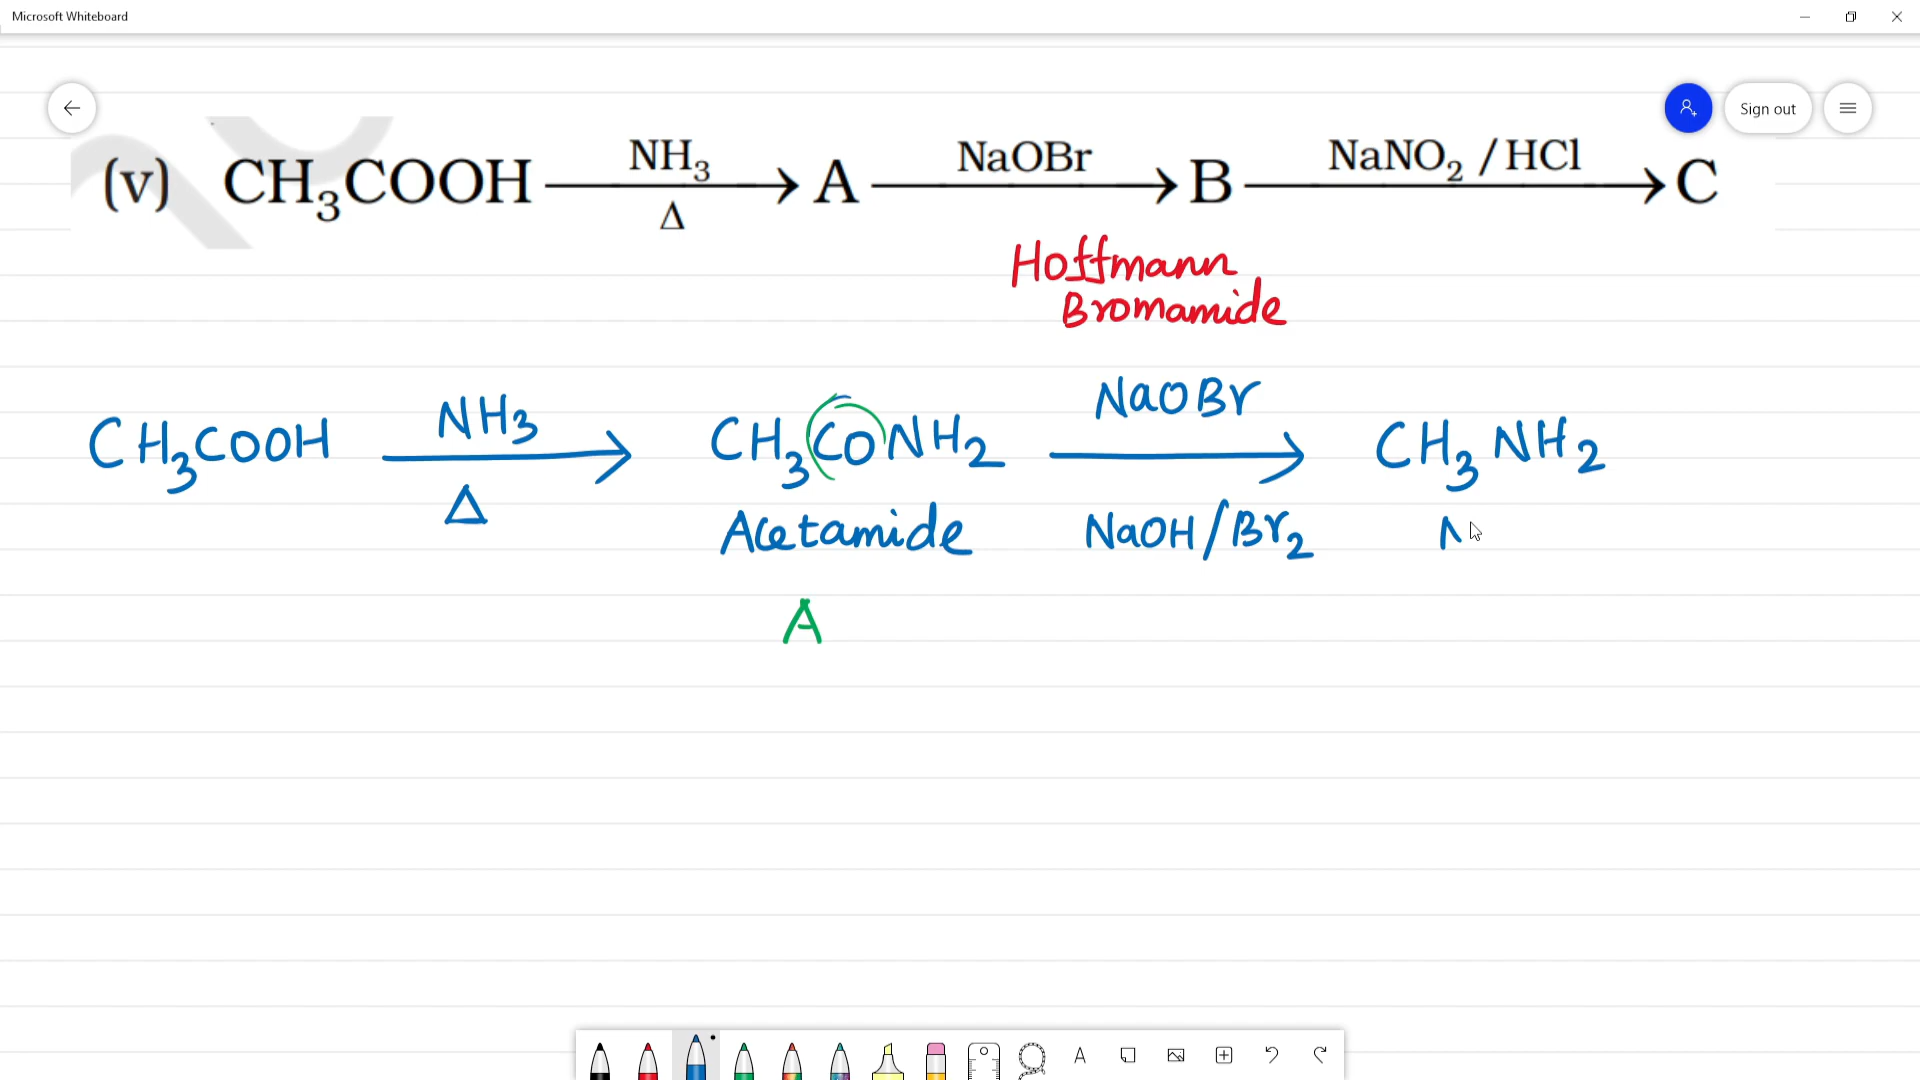 Microsoft Whiteboard
Sign out
(v) CH₃COOH —NH₃/Δ→ A —NaOBr→ B —NaNO₂ /HCl→ C
Hoffmann
Bromamide
CH₃COOH —NH₃/Δ→ CH₃CONH₂ —NaOBr→ CH₃NH₂
Acetamide NaOH/Br₂
A